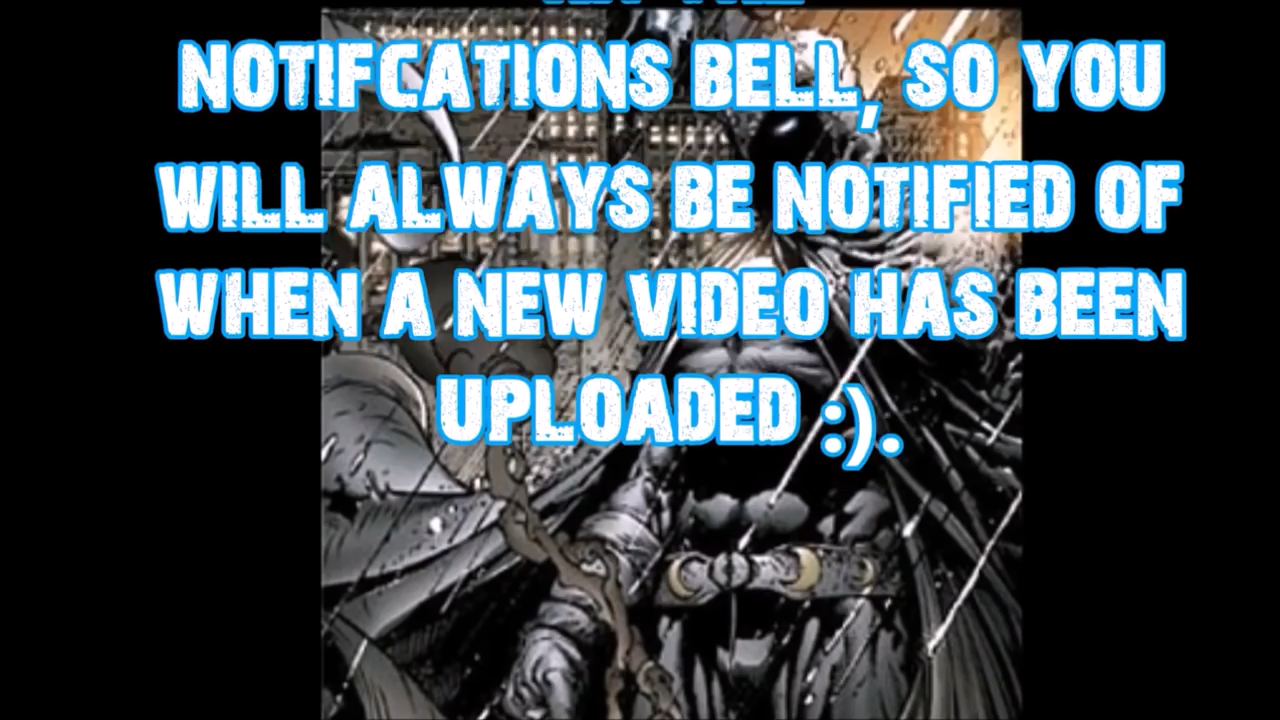 NOTIFCATIONS BELL, SO YOU
WILL ALWAYS BE NOTIFIED OF
WHEN A NEW VIDEO HAS BEEN
UPLOADED :).